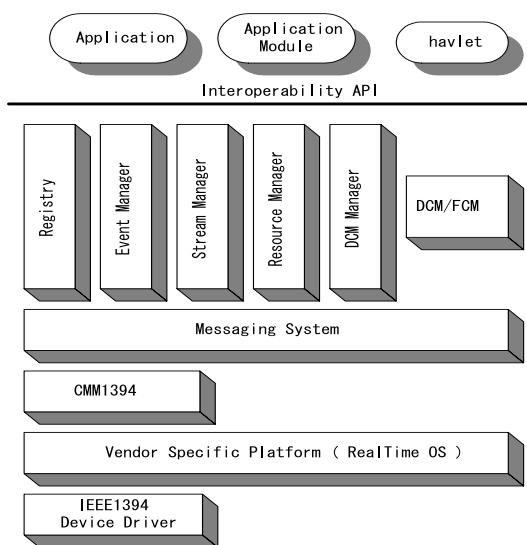 Application
Application
Module
havlet
Interoperability API
Registry
Event Manager
Stream Manager
Resource Manager
DCM Manager
DCM/FCM
Messaging System
CMM1394
Vendor Specific Platform ( RealTime OS )
IEEE1394
Device Driver